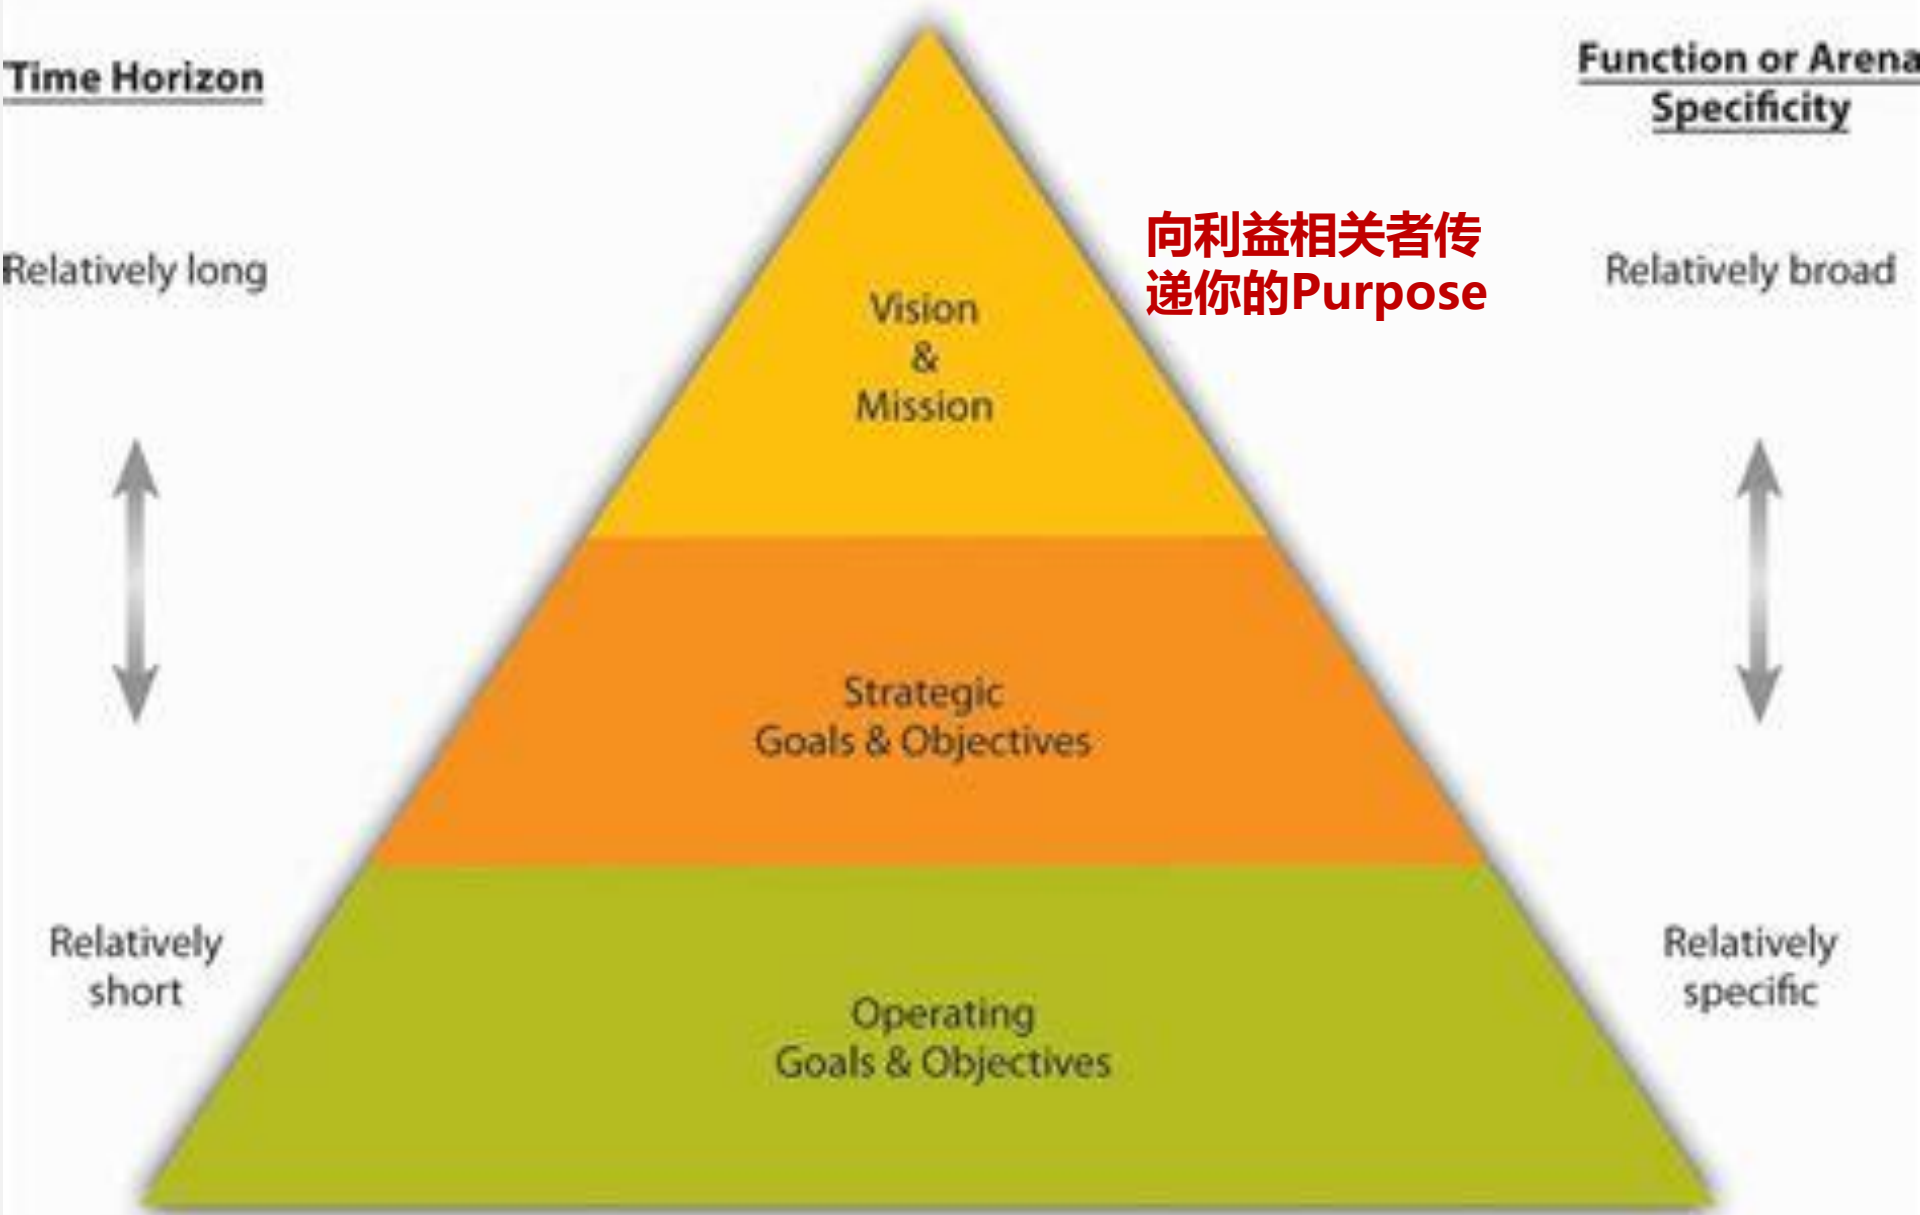 Time Horizon
Function or Arena
Specificity
Relatively long
向利益相关者传
递你的Purpose
Relatively broad
Vision
&
Mission
Strategic
Goals & Objectives
Relatively
short
Relatively
specific
Operating
Goals & Objectives